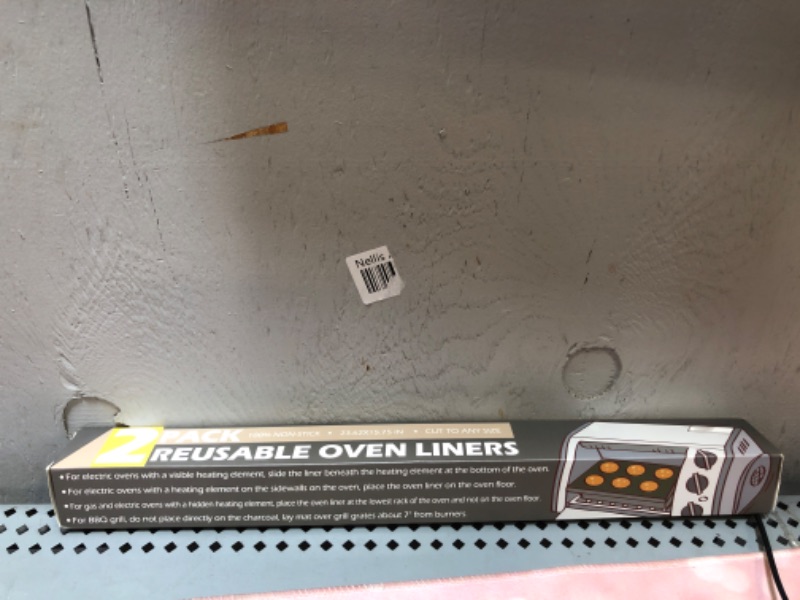 Nellis
2 PACK 100% NON-STICK • 23.62X15.75 IN • CUT TO ANY SIZE
REUSABLE OVEN LINERS
• For electric ovens with a visible heating element, slide the liner beneath the heating element at the bottom of the oven.
• For electric ovens with a heating element on the sidewalls on the oven, place the oven liner on the oven floor.
• For gas and electric ovens with a hidden heating element, place the oven liner at the lowest rack of the oven and not on the oven floor.
• For BBQ grill, do not place directly on the charcoal, lay mat over grill grates about 7" from burners